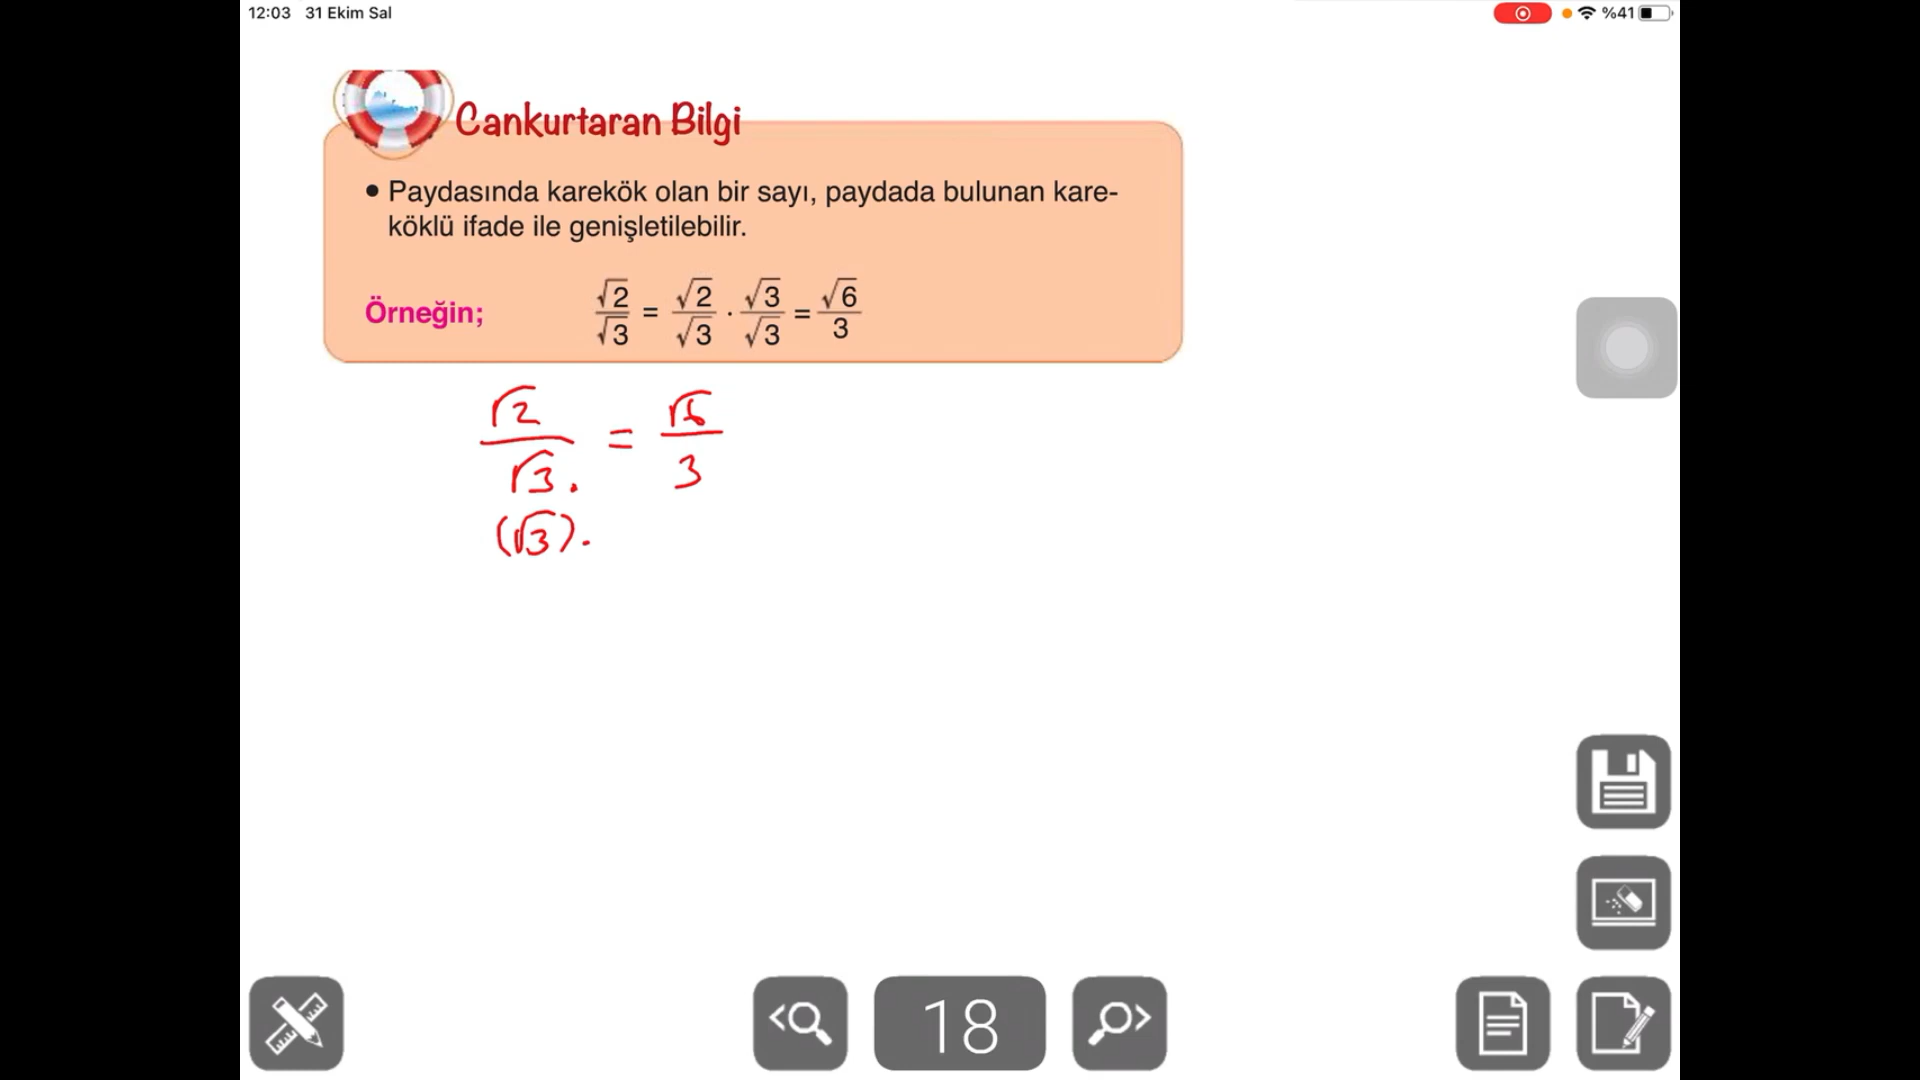 12:03 31 Ekim Sal %41
Cankurtaran Bilgi
• Paydasında karekök olan bir sayı, paydada bulunan kare-
köklü ifade ile genişletilebilir.
Örneğin; √2/√3 = √2/√3 · √3/√3 = √6/3
√2/√3 . = √6/3
(√3).
18